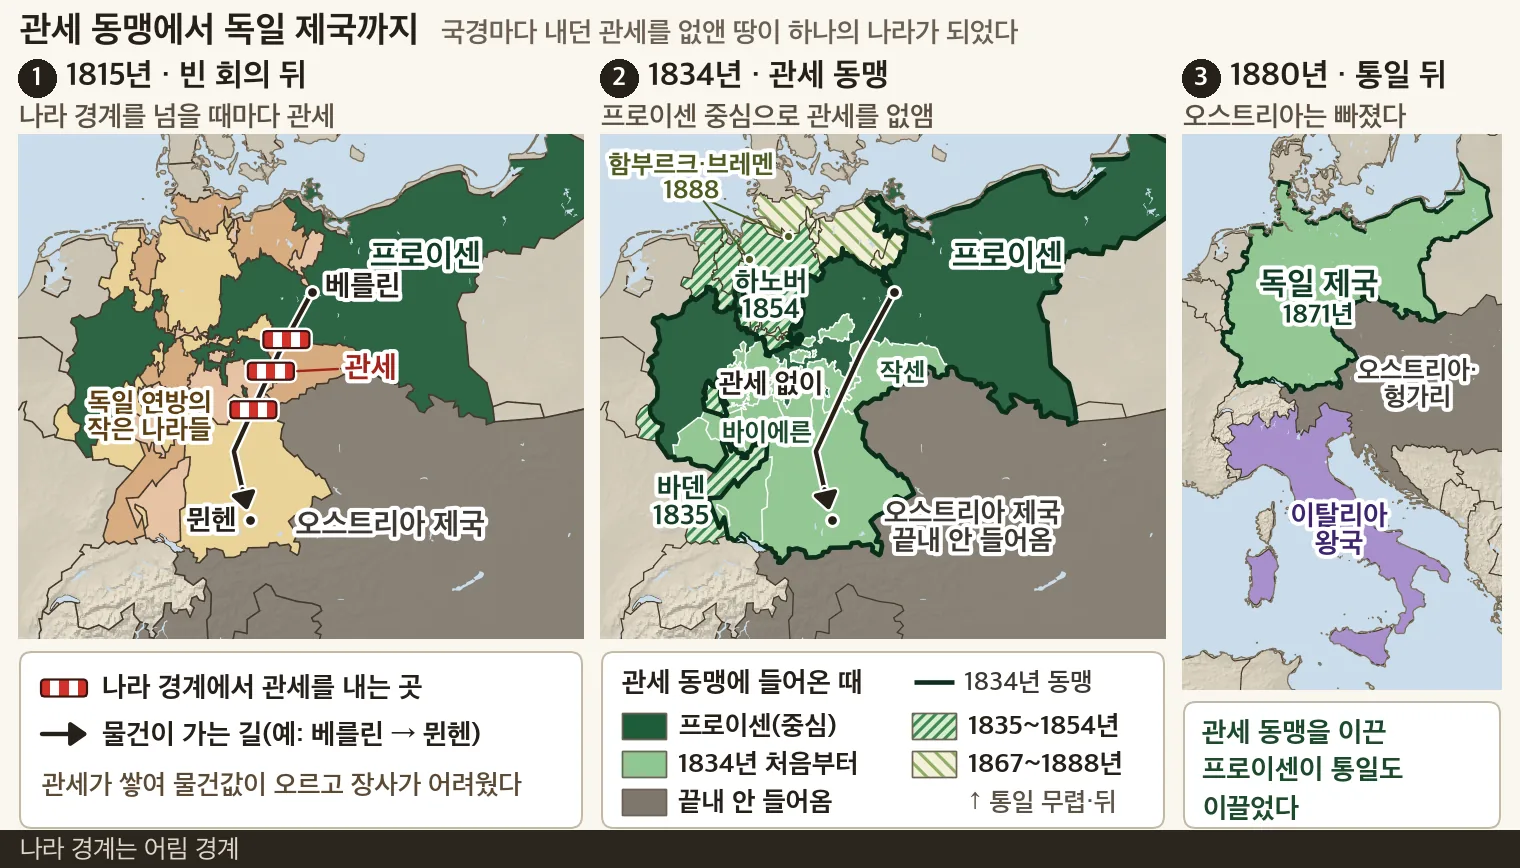 관세 동맹에서 독일 제국까지 국경마다 내던 관세를 없앤 땅이 하나의 나라가 되었다
1 1815년 · 빈 회의 뒤
나라 경계를 넘을 때마다 관세
프로이센
베를린
관세
독일 연방의
작은 나라들
뮌헨
오스트리아 제국
나라 경계에서 관세를 내는 곳
물건이 가는 길(예: 베를린 → 뮌헨)
관세가 쌓여 물건값이 오르고 장사가 어려웠다
2 1834년 · 관세 동맹
프로이센 중심으로 관세를 없앰
함부르크·브레멘
1888
프로이센
하노버
1854
작센
관세 없이
바이에른
바덴
1835
오스트리아 제국
끝내 안 들어옴
관세 동맹에 들어온 때
1834년 동맹
프로이센(중심)
1835~1854년
1834년 처음부터
1867~1888년
끝내 안 들어옴
↑ 통일 무렵·뒤
3 1880년 · 통일 뒤
오스트리아는 빠졌다
독일 제국
1871년
오스트리아·
헝가리
이탈리아
왕국
관세 동맹을 이끈
프로이센이 통일도
이끌었다
나라 경계는 어림 경계